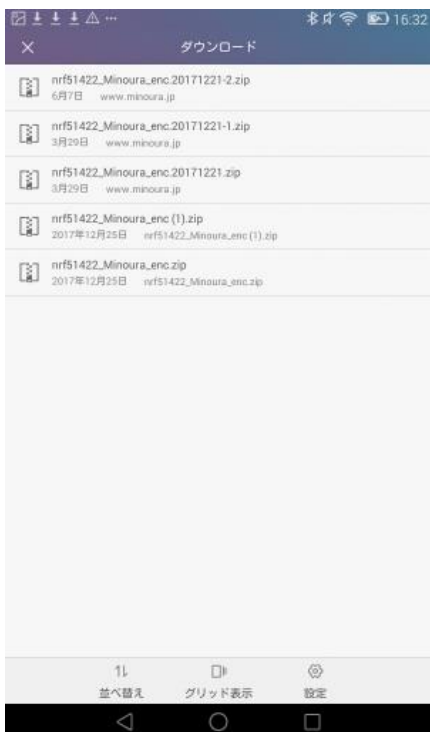 16:32
ダウンロード
nrf51422_Minoura_enc.20171221-2.zip
6月7日 www.minoura.jp
nrf51422_Minoura_enc.20171221-1.zip
3月29日 www.minoura.jp
nrf51422_Minoura_enc.20171221.zip
3月29日 www.minoura.jp
nrf51422_Minoura_enc (1).zip
2017年12月25日 nrf51422_Minoura_enc (1).zip
nrf51422_Minoura_enc.zip
2017年12月25日 nrf51422_Minoura_enc.zip
並べ替え グリッド表示 設定